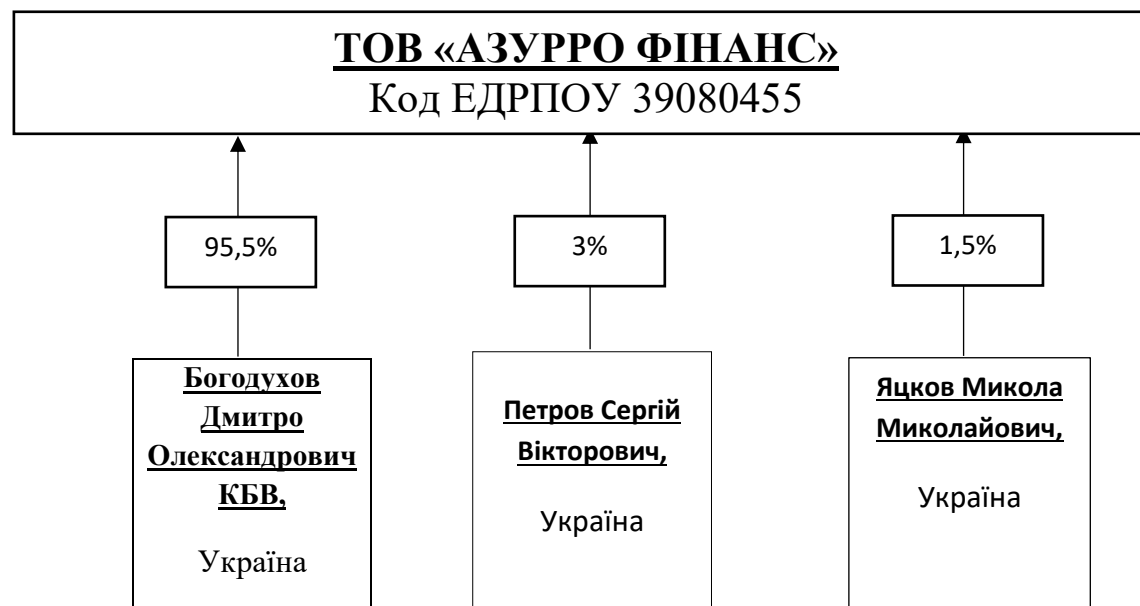 ТОВ «АЗУРРО ФІНАНС»
Код ЕДРПОУ 39080455
95,5%
3%
1,5%
Богодухов
Дмитро
Олександрович
КБВ,
Україна
Петров Сергій
Вікторович,
Україна
Яцков Микола
Миколайович,
Україна